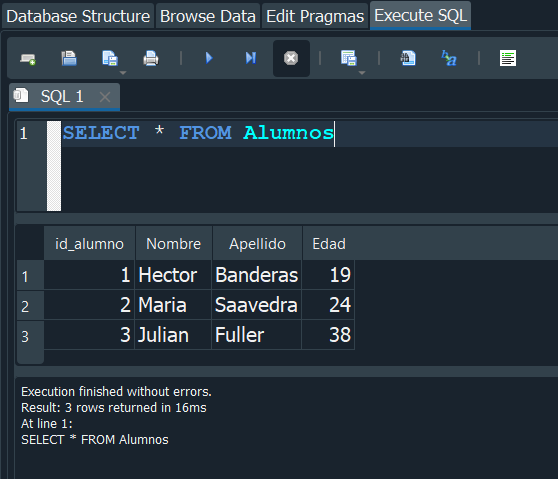 Database Structure Browse Data Edit Pragmas Execute SQL
SQL 1
1 SELECT * FROM Alumnos
id_alumno Nombre Apellido Edad
1 1 Hector Banderas 19
2 2 Maria Saavedra 24
3 3 Julian Fuller 38
Execution finished without errors.
Result: 3 rows returned in 16ms
At line 1:
SELECT * FROM Alumnos